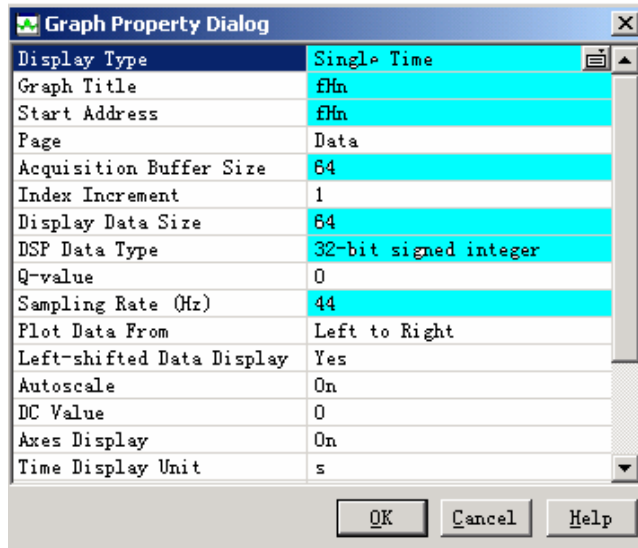 Graph Property Dialog
Display Type Single Time
Graph Title fHn
Start Address fHn
Page Data
Acquisition Buffer Size 64
Index Increment 1
Display Data Size 64
DSP Data Type 32-bit signed integer
Q-value 0
Sampling Rate (Hz) 44
Plot Data From Left to Right
Left-shifted Data Display Yes
Autoscale On
DC Value 0
Axes Display On
Time Display Unit s
OK Cancel Help